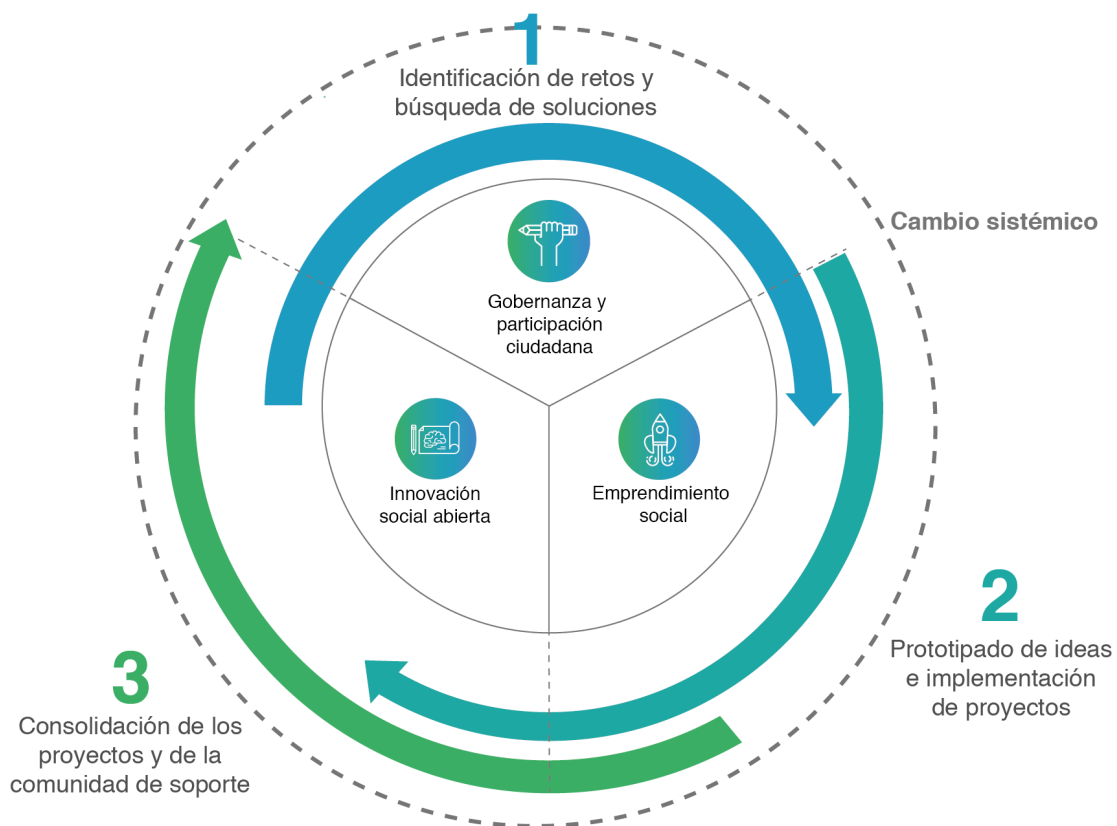 1
Identificación de retos y
búsqueda de soluciones
Cambio sistémico
Gobernanza y
participación
ciudadana
Innovación
social abierta
Emprendimiento
social
2
Prototipado de ideas
e implementación
de proyectos
3
Consolidación de los
proyectos y de la
comunidad de soporte